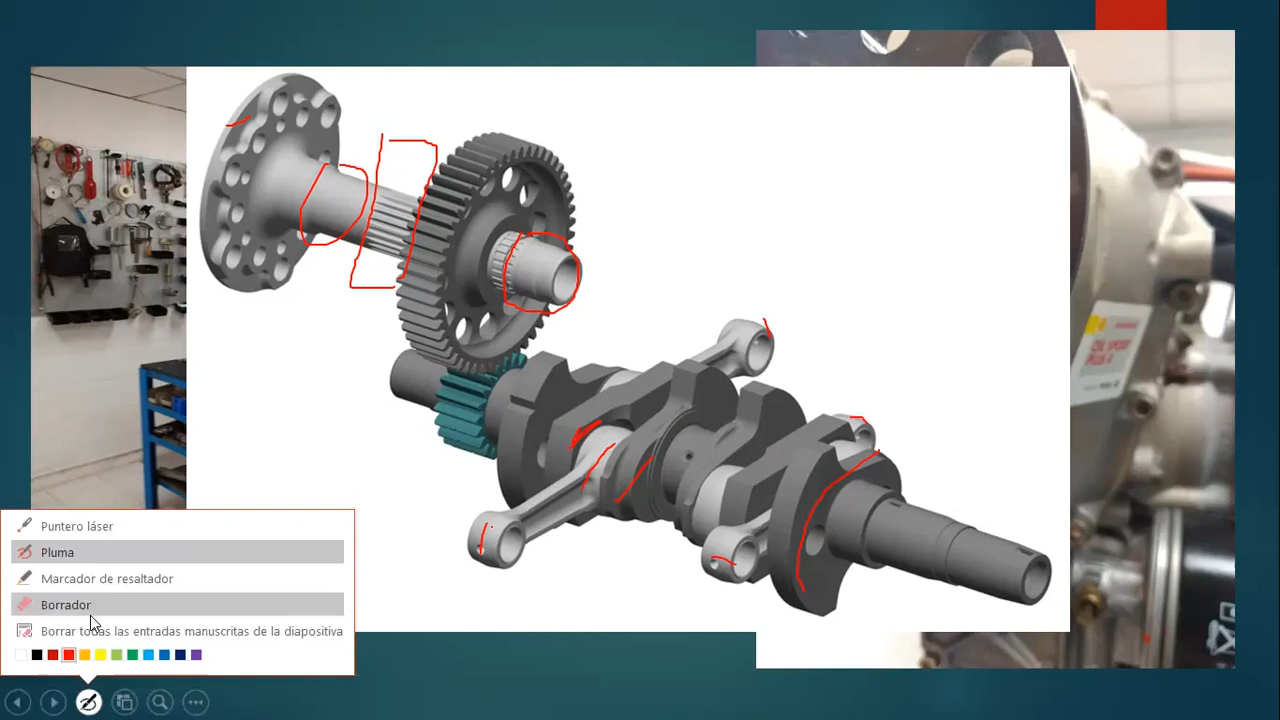 Puntero láser
Pluma
Marcador de resaltador
Borrador
Borrar todas las entradas manuscritas de la diapositiva